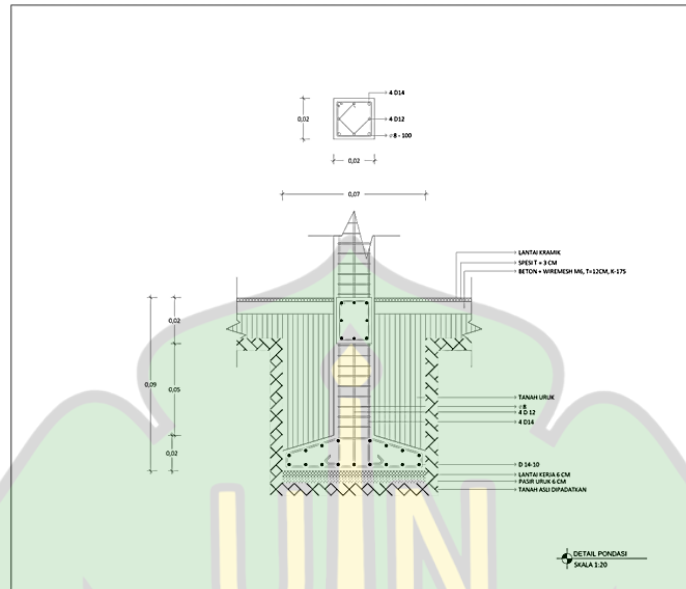 4 D14
0,02
4 D12
⌀8 - 100
0,02
0,07
LANTAI KRAMIK
SPESI T + 3 CM
BETON + WIREMESH M6, T=12CM, K-175
0,02
0,09
0,05
TANAH URUK
⌀8
4 D 12
4 D14
0,02
D 14-10
LANTAI KERJA 6 CM
PASIR URUK 6 CM
TANAH ASLI DIPADATKAN
UIN
DETAIL PONDASI
SKALA 1:20